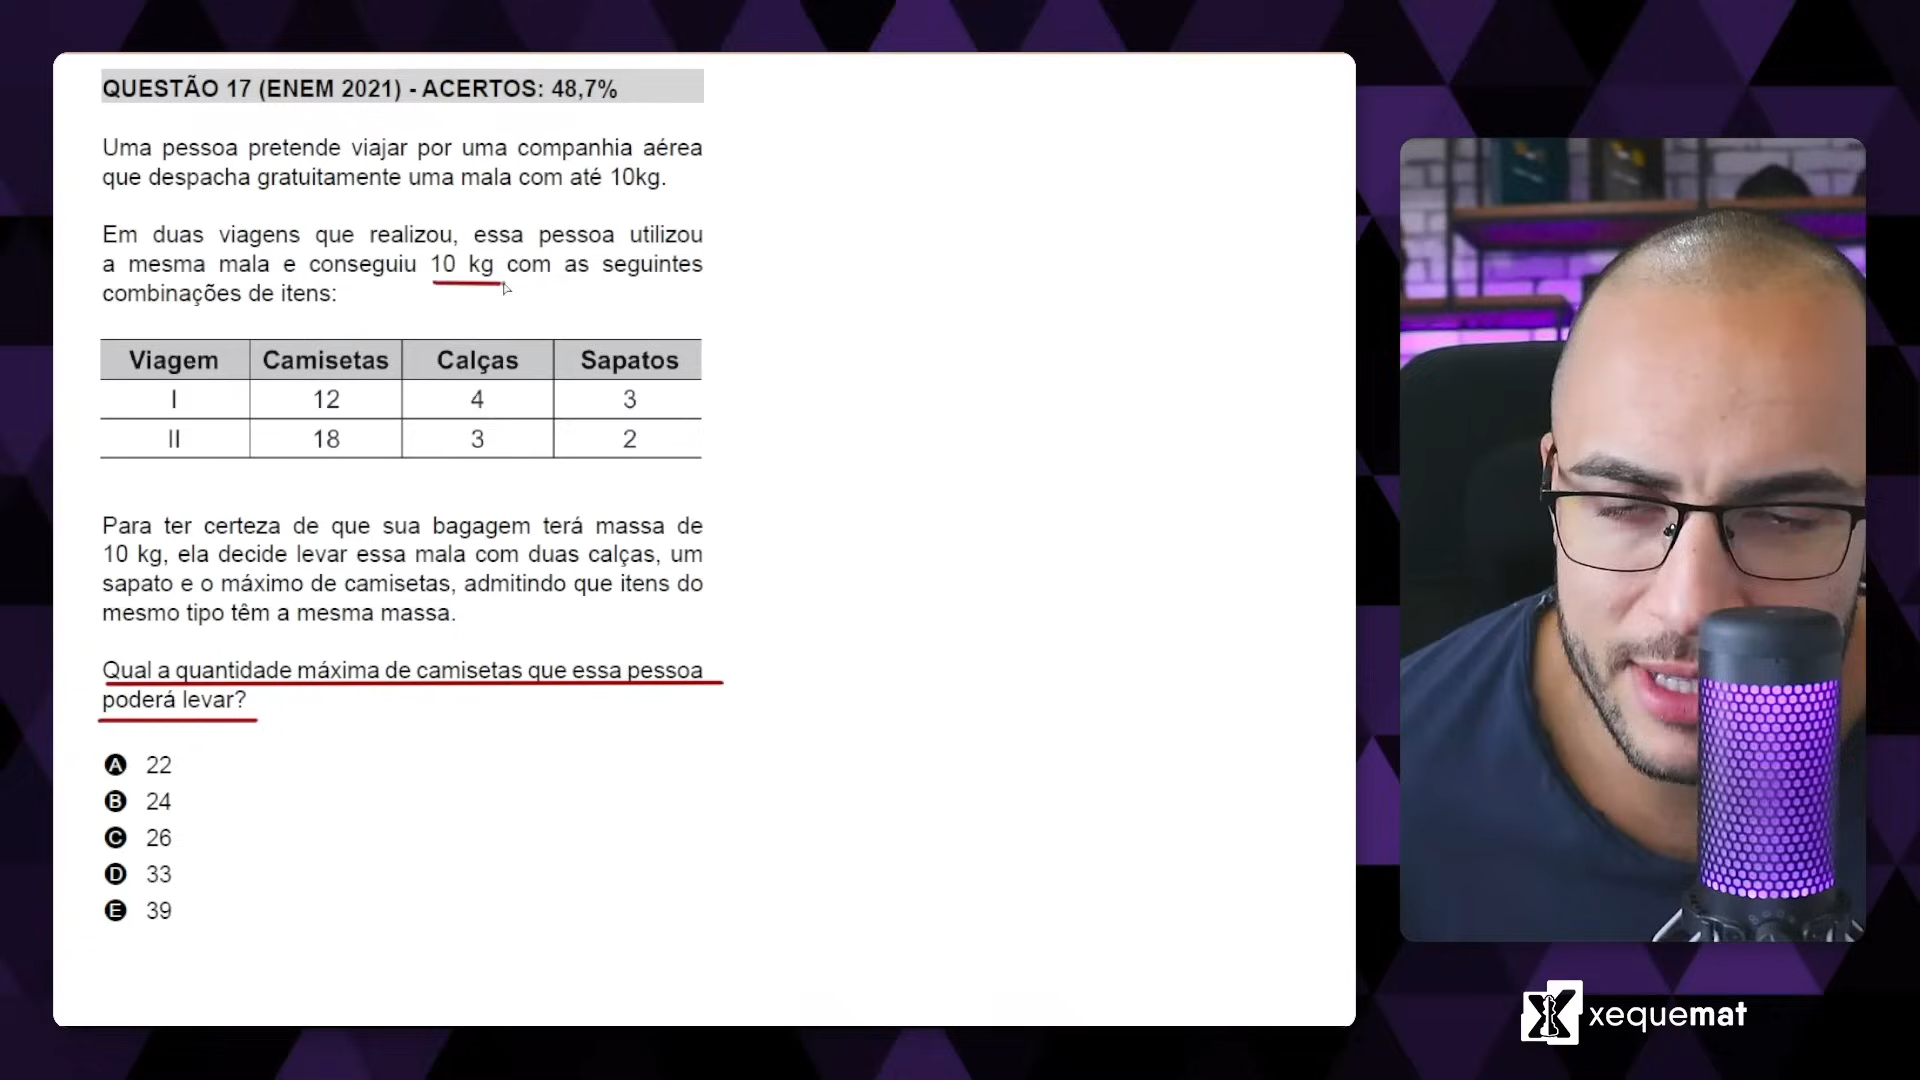 QUESTÃO 17 (ENEM 2021) - ACERTOS: 48,7%
Uma pessoa pretende viajar por uma companhia aérea
que despacha gratuitamente uma mala com até 10kg.
Em duas viagens que realizou, essa pessoa utilizou
a mesma mala e conseguiu 10 kg com as seguintes
combinações de itens:
Viagem Camisetas Calças Sapatos
I 12 4 3
II 18 3 2
Para ter certeza de que sua bagagem terá massa de
10 kg, ela decide levar essa mala com duas calças, um
sapato e o máximo de camisetas, admitindo que itens do
mesmo tipo têm a mesma massa.
Qual a quantidade máxima de camisetas que essa pessoa
poderá levar?
A 22
B 24
C 26
D 33
E 39
xequemat